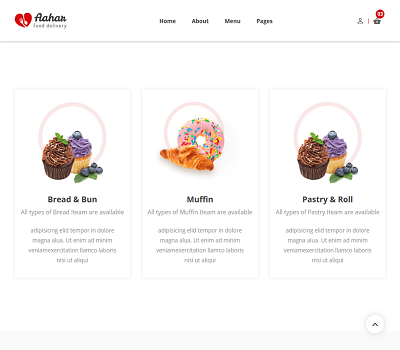 Aahar
food delivery
Home About Menu Pages
03
Bread & Bun
All types of Bread Iteam are available
adipisicing elid tempor in dolore
magna alua. Ut enim ad minim
veniamexercitation llamco laboris
nisi ut aliqui
Muffin
All types of Muffin Iteam are available
adipisicing elid tempor in dolore
magna alua. Ut enim ad minim
veniamexercitation llamco laboris
nisi ut aliqui
Pastry & Roll
All types of Pastry Iteam are available
adipisicing elid tempor in dolore
magna alua. Ut enim ad minim
veniamexercitation llamco laboris
nisi ut aliqui